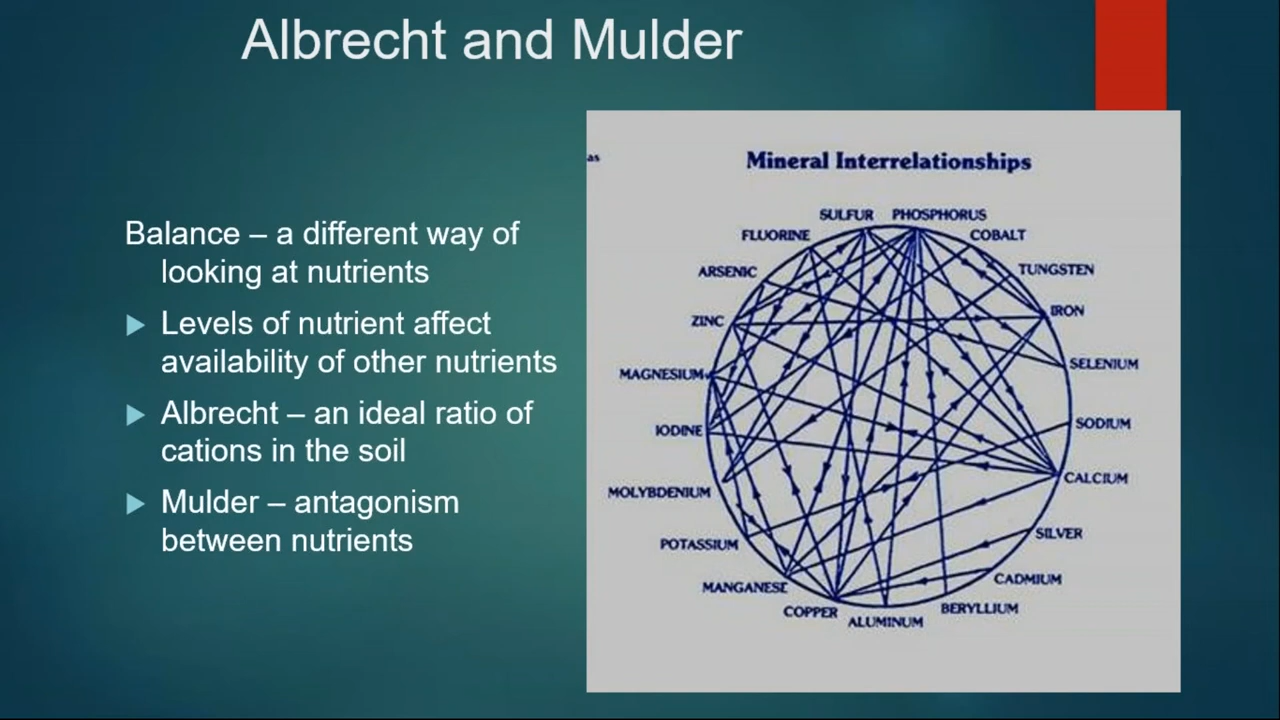 Albrecht and Mulder
Balance – a different way of
looking at nutrients
Levels of nutrient affect
availability of other nutrients
Albrecht – an ideal ratio of
cations in the soil
Mulder – antagonism
between nutrients
as
Mineral Interrelationships
SULFUR PHOSPHORUS
FLUORINE COBALT
ARSENIC TUNGSTEN
ZINC IRON
MAGNESIUM SELENIUM
IODINE SODIUM
MOLYBDENIUM CALCIUM
POTASSIUM SILVER
MANGANESE CADMIUM
COPPER ALUMINUM BERYLLIUM